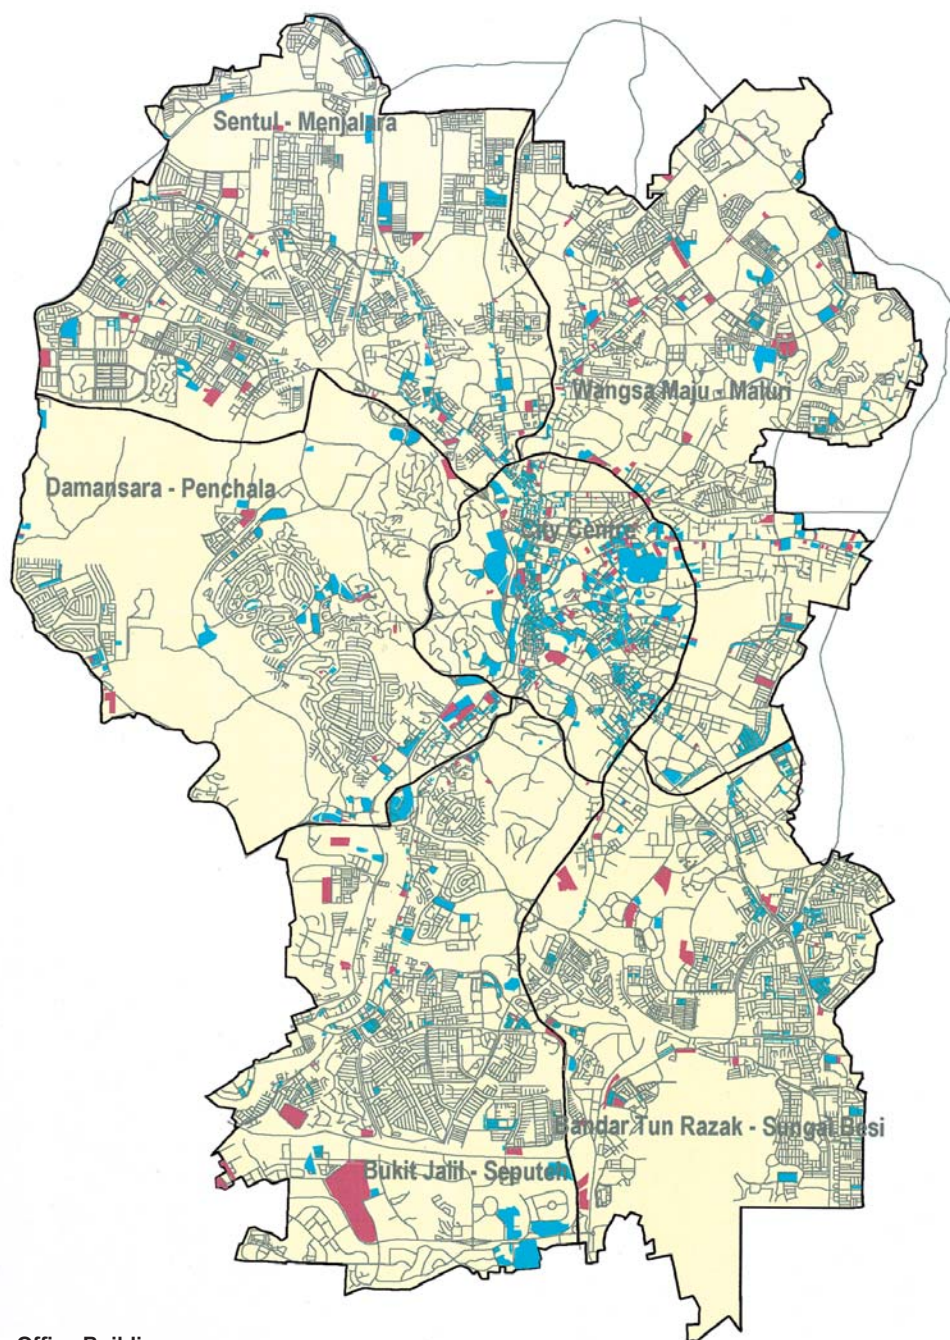 Sentul - Menjalara
Wangsa Maju - Maluri
Damansara - Penchala
City Centre
Bandar Tun Razak - Sungai Besi
Bukit Jalil - Seputeh